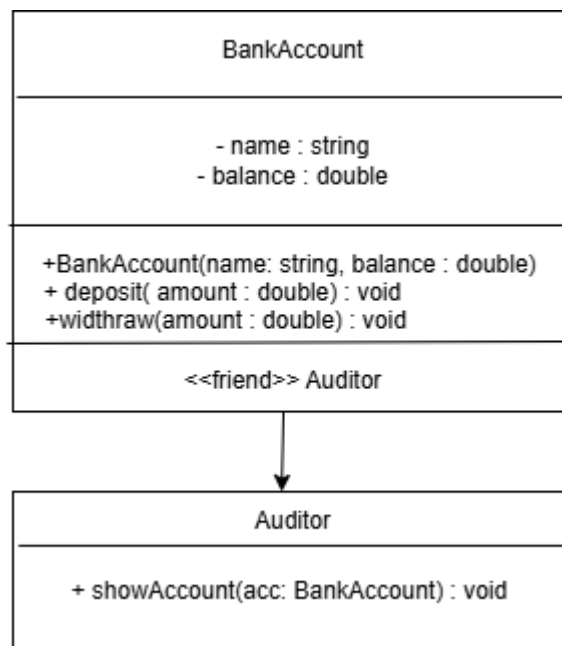 BankAccount
- name : string
- balance : double
+BankAccount(name: string, balance : double)
+ deposit( amount : double) : void
+widthraw(amount : double) : void
<<friend>> Auditor
Auditor
+ showAccount(acc: BankAccount) : void